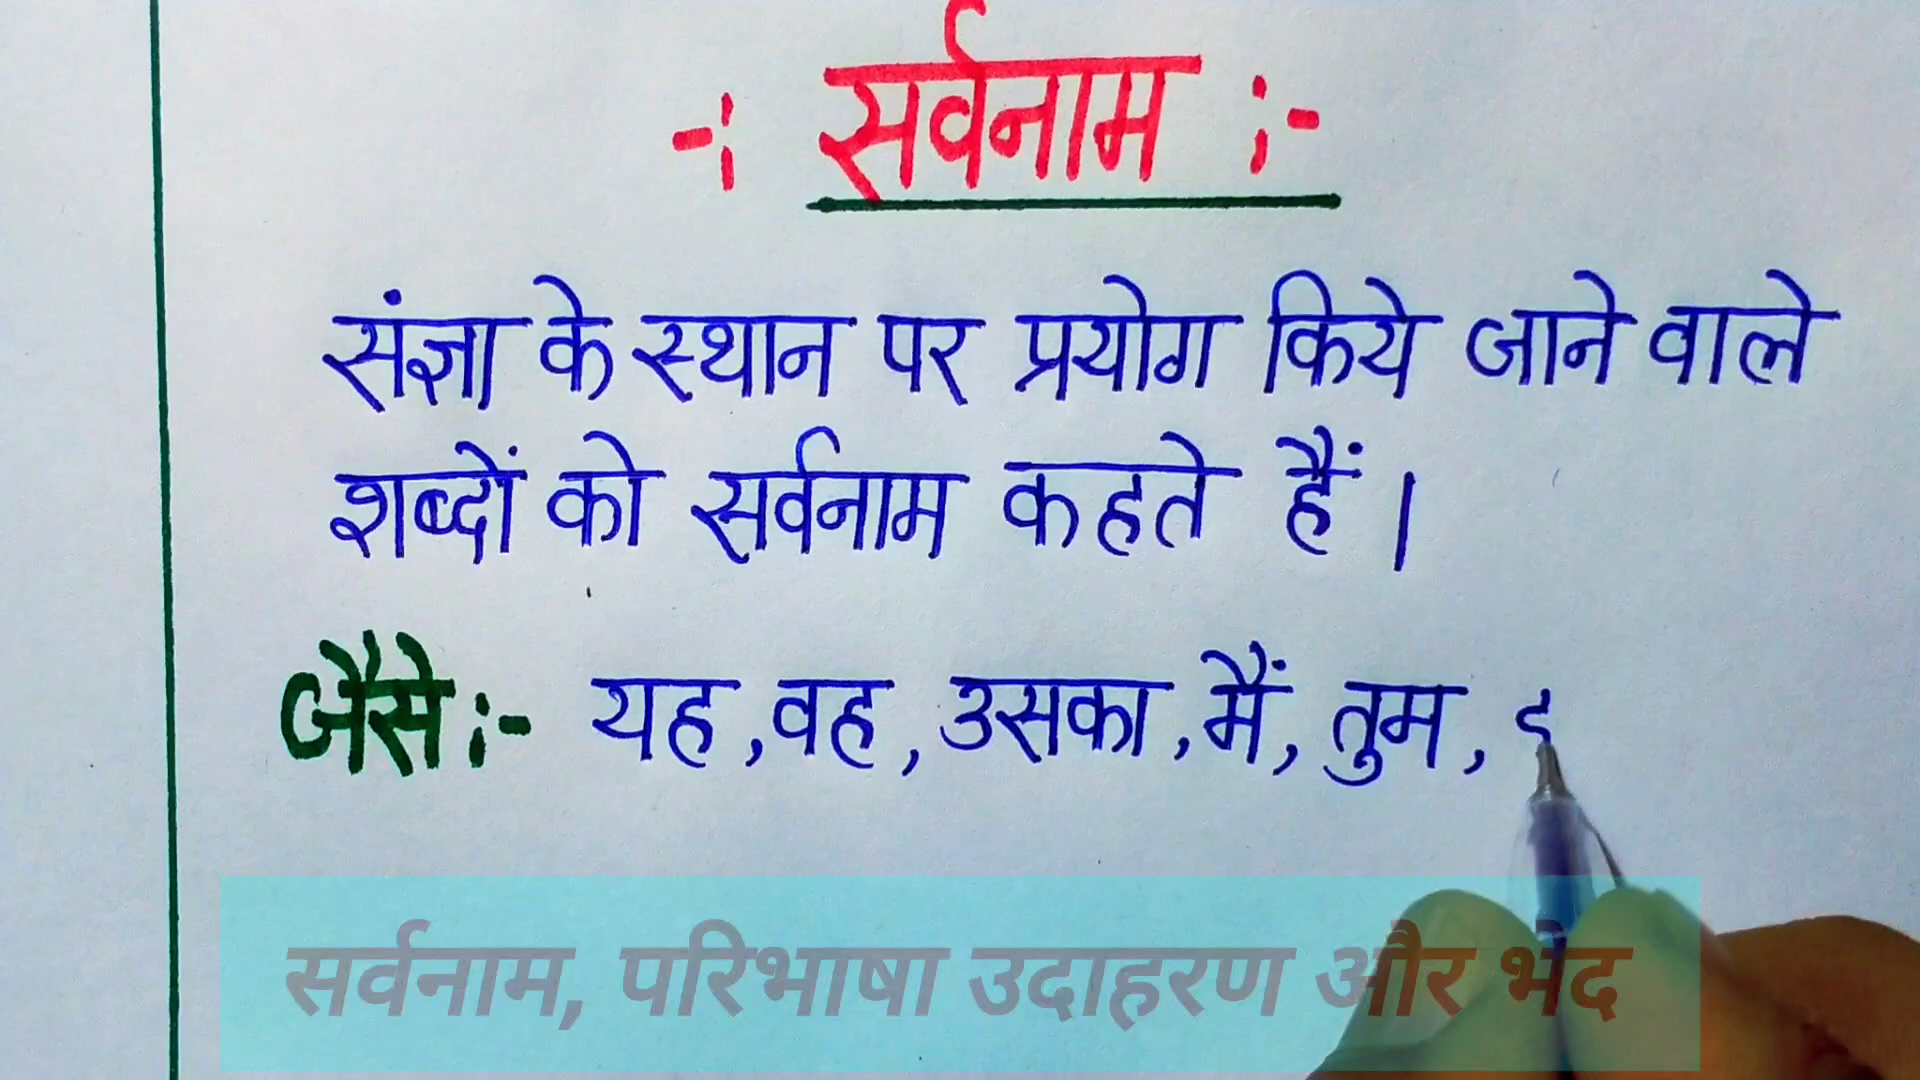 -: सर्वनाम :-
संज्ञा के स्थान पर प्रयोग किये जाने वाले
शब्दों को सर्वनाम कहते हैं।
जैसे :- यह, वह, उसका, मैं, तुम,
सर्वनाम, परिभाषा उदाहरण और भेद